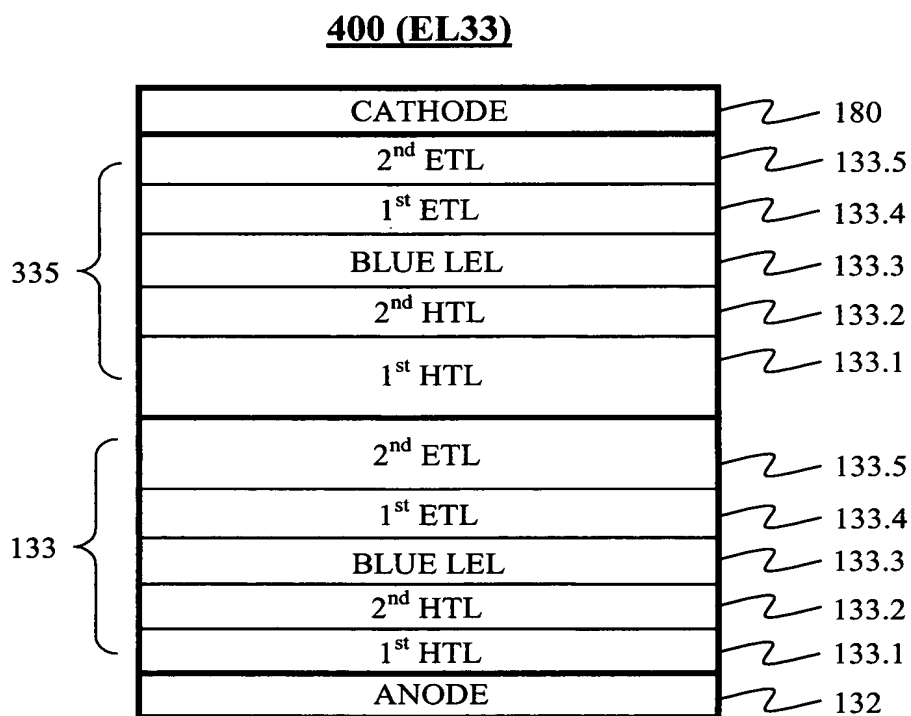 400 (EL33)
CATHODE 180
2nd ETL 133.5
1st ETL 133.4
335 BLUE LEL 133.3
2nd HTL 133.2
1st HTL 133.1
2nd ETL 133.5
1st ETL 133.4
133 BLUE LEL 133.3
2nd HTL 133.2
1st HTL 133.1
ANODE 132